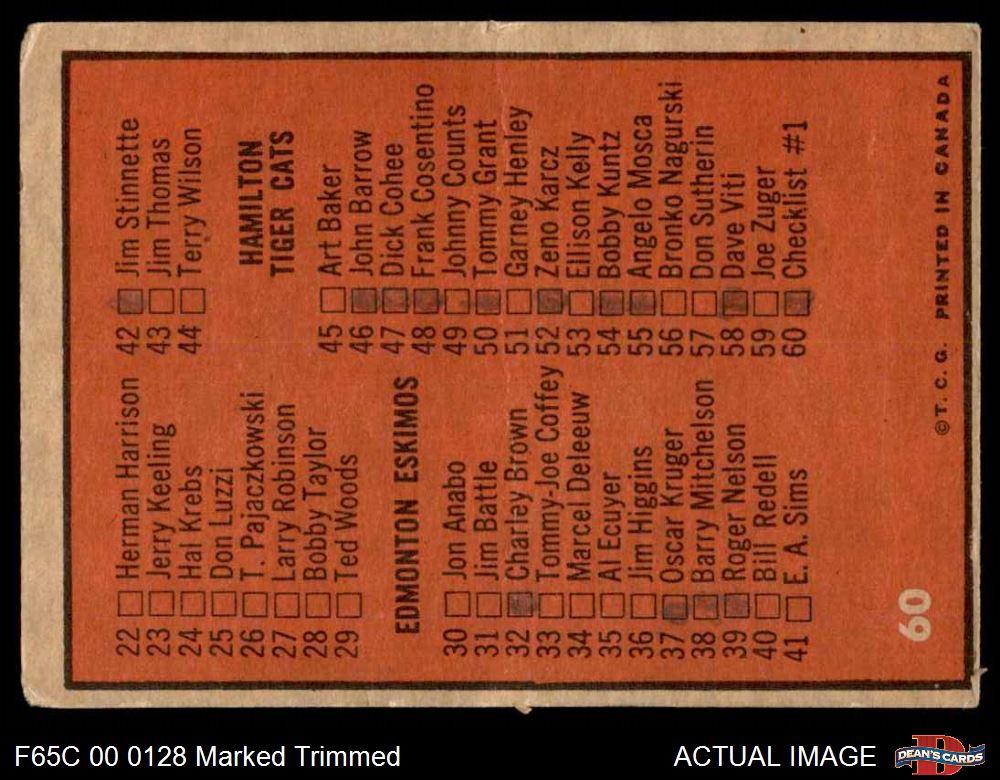 22 Herman Harrison
23 Jerry Keeling
24 Hal Krebs
25 Don Luzzi
26 T. Pajaczkowski
27 Larry Robinson
28 Bobby Taylor
29 Ted Woods
EDMONTON ESKIMOS
30 Jon Anabo
31 Jim Battle
32 Charley Brown
33 Tommy-Joe Coffey
34 Marcel Deleeuw
35 Al Ecuyer
36 Jim Higgins
37 Oscar Kruger
38 Barry Mitchelson
39 Roger Nelson
40 Bill Redell
41 E. A. Sims
42 Jim Stinnette
43 Jim Thomas
44 Terry Wilson
HAMILTON
TIGER CATS
45 Art Baker
46 John Barrow
47 Dick Cohee
48 Frank Cosentino
49 Johnny Counts
50 Tommy Grant
51 Garney Henley
52 Zeno Karcz
53 Ellison Kelly
54 Bobby Kuntz
55 Angelo Mosca
56 Bronko Nagurski
57 Don Sutherin
58 Dave Viti
59 Joe Zuger
60 Checklist #1
60
© T. C. G. PRINTED IN CANADA
F65C 00 0128 Marked Trimmed
ACTUAL IMAGE
DEAN'S CARDS